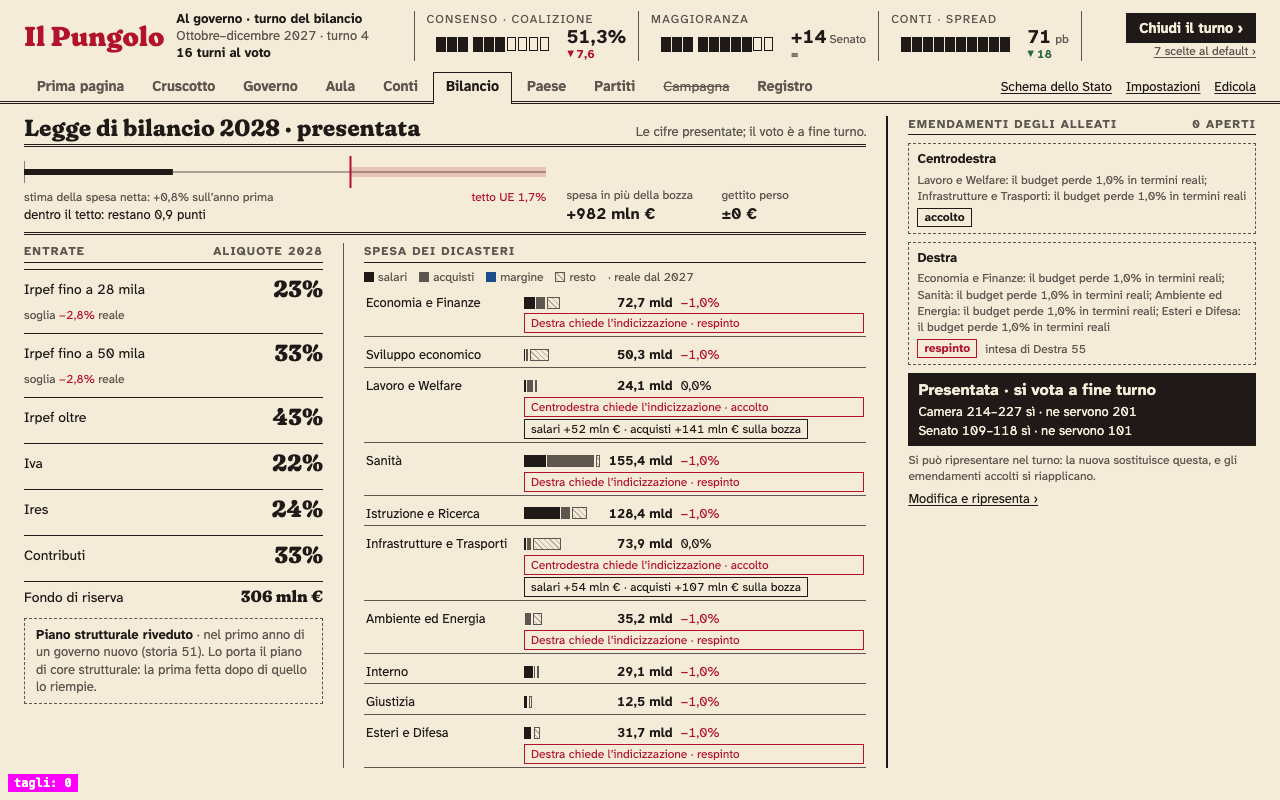 Il Pungolo
Al governo · turno del bilancio
Ottobre–dicembre 2027 · turno 4
16 turni al voto
CONSENSO · COALIZIONE
51,3%
▼7,6
MAGGIORANZA
+14 Senato
=
CONTI · SPREAD
71 pb
▼18
Chiudi il turno ›
7 scelte al default ›
Prima pagina
Cruscotto
Governo
Aula
Conti
Bilancio
Paese
Partiti
Campagna
Registro
Schema dello Stato
Impostazioni
Edicola
Legge di bilancio 2028 · presentata
Le cifre presentate; il voto è a fine turno.
stima della spesa netta: +0,8% sull’anno prima
tetto UE 1,7%
dentro il tetto: restano 0,9 punti
spesa in più della bozza
+982 mln €
gettito perso
±0 €
ENTRATE
ALIQUOTE 2028
Irpef fino a 28 mila
23%
soglia −2,8% reale
Irpef fino a 50 mila
33%
soglia −2,8% reale
Irpef oltre
43%
Iva
22%
Ires
24%
Contributi
33%
Fondo di riserva
306 mln €
Piano strutturale riveduto · nel primo anno di
un governo nuovo (storia 51). Lo porta il piano
di core strutturale: la prima fetta dopo di quello
lo riempie.
SPESA DEI DICASTERI
salari
acquisti
margine
resto
· reale dal 2027
Economia e Finanze
72,7 mld −1,0%
Destra chiede l’indicizzazione · respinto
Sviluppo economico
50,3 mld −1,0%
Lavoro e Welfare
24,1 mld 0,0%
Centrodestra chiede l’indicizzazione · accolto
salari +52 mln € · acquisti +141 mln € sulla bozza
Sanità
155,4 mld −1,0%
Destra chiede l’indicizzazione · respinto
Istruzione e Ricerca
128,4 mld −1,0%
Infrastrutture e Trasporti
73,9 mld 0,0%
Centrodestra chiede l’indicizzazione · accolto
salari +54 mln € · acquisti +107 mln € sulla bozza
Ambiente ed Energia
35,2 mld −1,0%
Destra chiede l’indicizzazione · respinto
Interno
29,1 mld −1,0%
Giustizia
12,5 mld −1,0%
Esteri e Difesa
31,7 mld −1,0%
Destra chiede l’indicizzazione · respinto
EMENDAMENTI DEGLI ALLEATI
0 APERTI
Centrodestra
Lavoro e Welfare: il budget perde 1,0% in termini reali;
Infrastrutture e Trasporti: il budget perde 1,0% in termini reali
accolto
Destra
Economia e Finanze: il budget perde 1,0% in termini reali;
Sanità: il budget perde 1,0% in termini reali; Ambiente ed
Energia: il budget perde 1,0% in termini reali; Esteri e Difesa:
il budget perde 1,0% in termini reali
respinto
intesa di Destra 55
Presentata · si vota a fine turno
Camera 214–227 sì · ne servono 201
Senato 109–118 sì · ne servono 101
Si può ripresentare nel turno: la nuova sostituisce questa, e gli
emendamenti accolti si riapplicano.
Modifica e ripresenta ›
tagli: 0